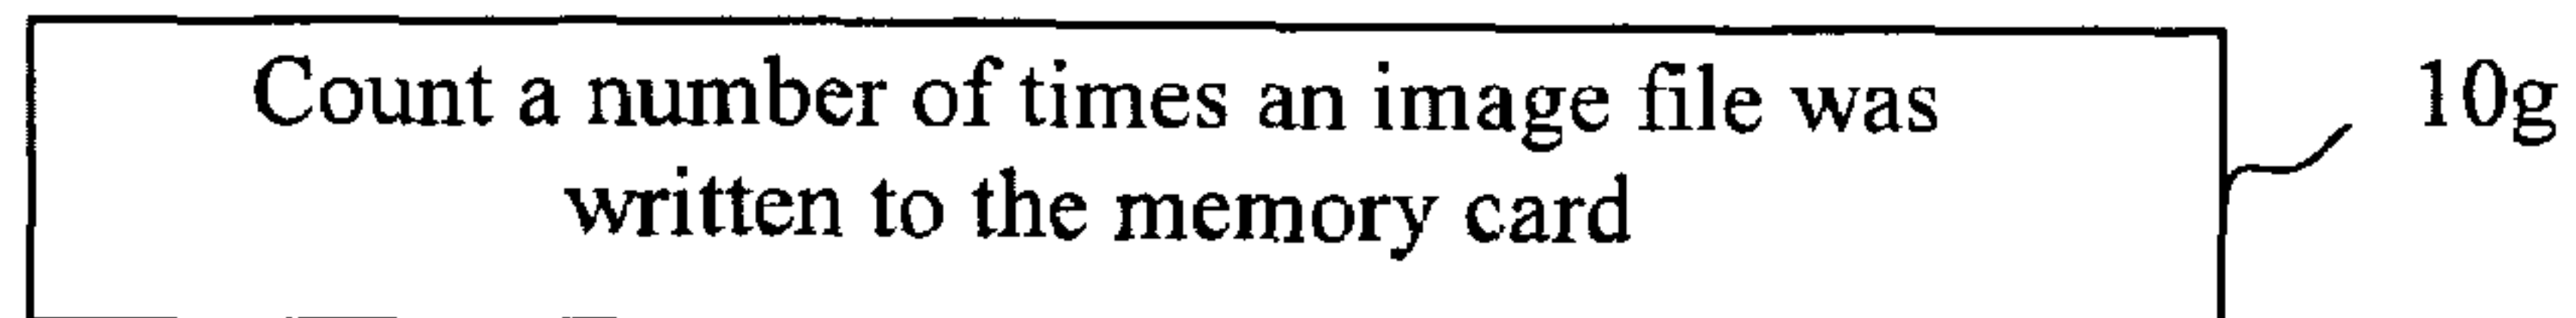 Count a number of times an image file was
written to the memory card
10g